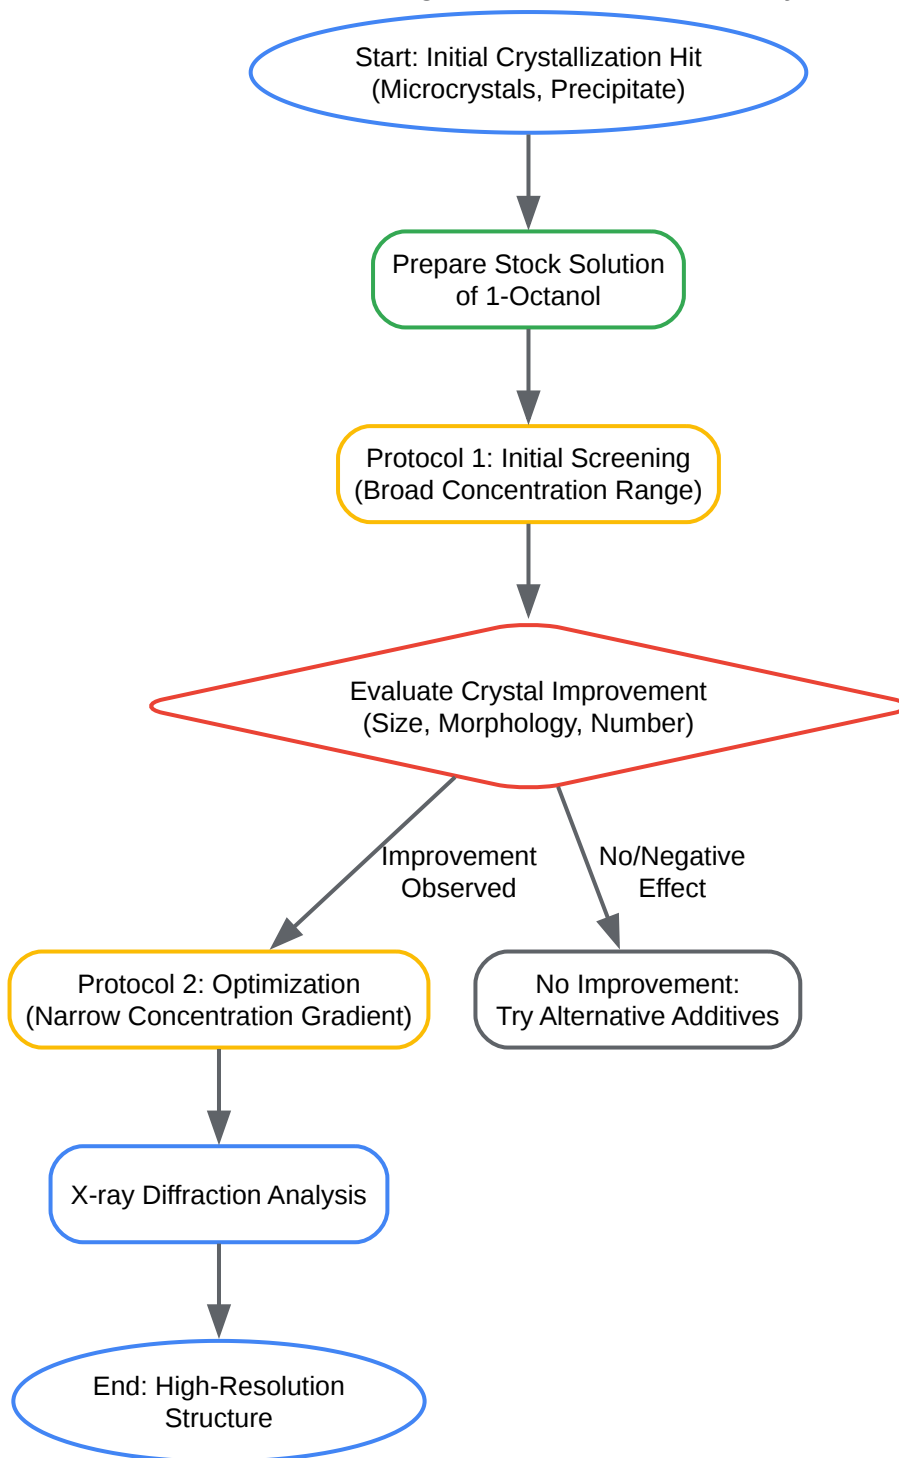 Start: Initial Crystallization Hit
(Microcrystals, Precipitate)
Prepare Stock Solution
of 1-Octanol
Protocol 1: Initial Screening
(Broad Concentration Range)
Evaluate Crystal Improvement
(Size, Morphology, Number)
Improvement
Observed
No/Negative
Effect
Protocol 2: Optimization
(Narrow Concentration Gradient)
No Improvement:
Try Alternative Additives
X-ray Diffraction Analysis
End: High-Resolution
Structure